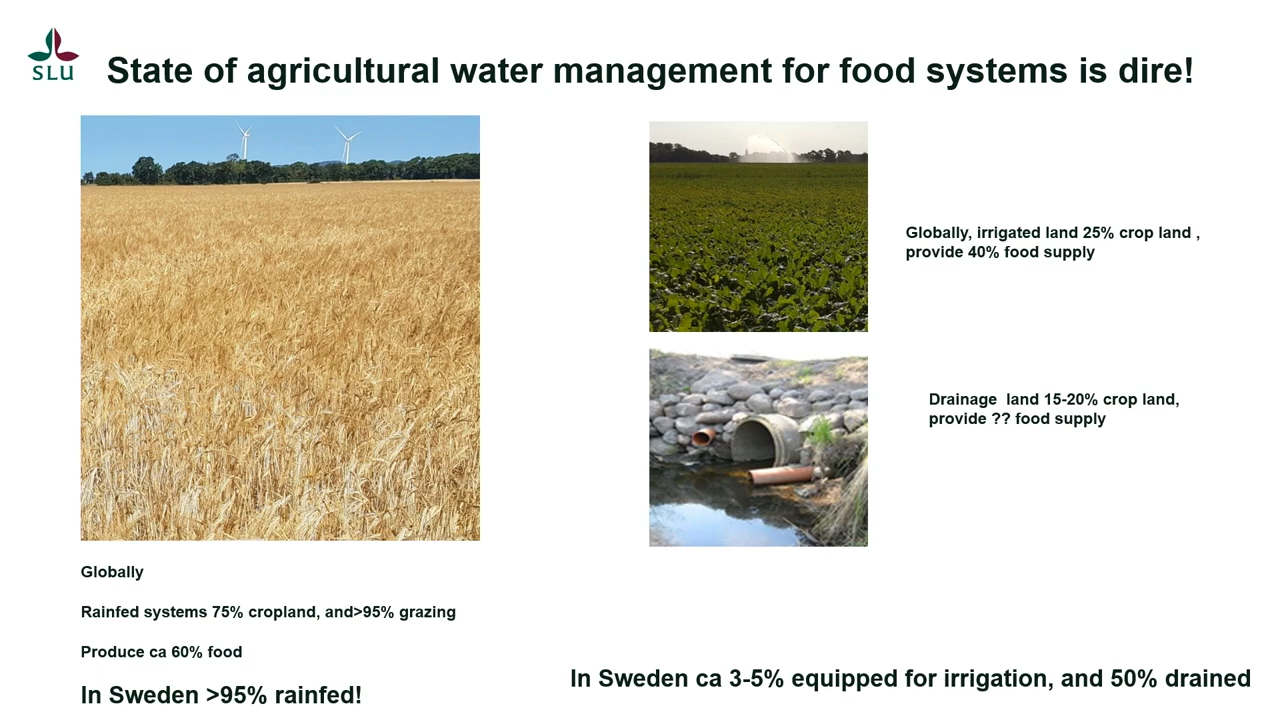 SLU
State of agricultural water management for food systems is dire!
Globally, irrigated land 25% crop land ,
provide 40% food supply
Drainage  land 15-20% crop land,
provide ?? food supply
Globally
Rainfed systems 75% cropland, and>95% grazing
Produce ca 60% food
In Sweden >95% rainfed!
In Sweden ca 3-5% equipped for irrigation, and 50% drained